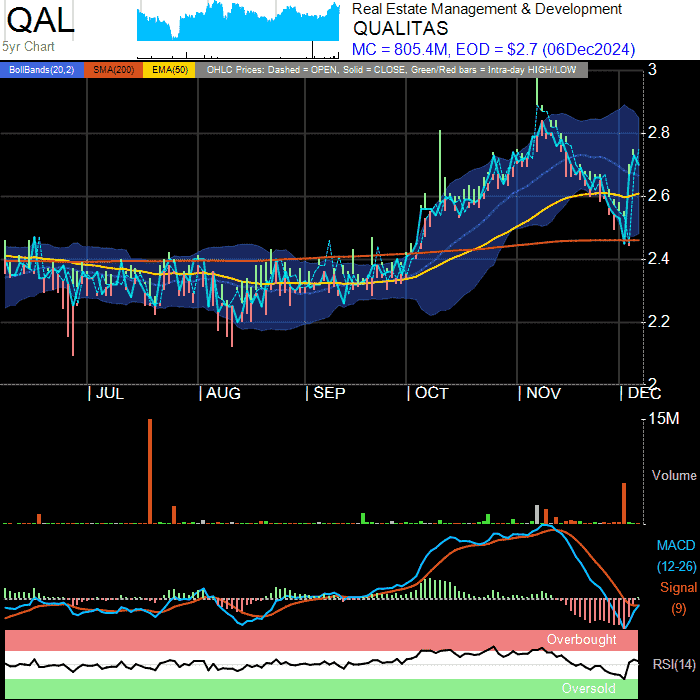 QAL
5yr Chart
Real Estate Management & Development
QUALITAS
MC = 805.4M, EOD = $2.7 (06Dec2024)
BollBands(20,2) SMA(200) EMA(50) OHLC Prices: Dashed = OPEN, Solid = CLOSE, Green/Red bars = Intra-day HIGH/LOW
3
2.8
2.6
2.4
2.2
2
| JUL | AUG | SEP | OCT | NOV | DEC
15M
Volume
MACD
(12-26)
Signal
(9)
Overbought
RSI(14)
Oversold